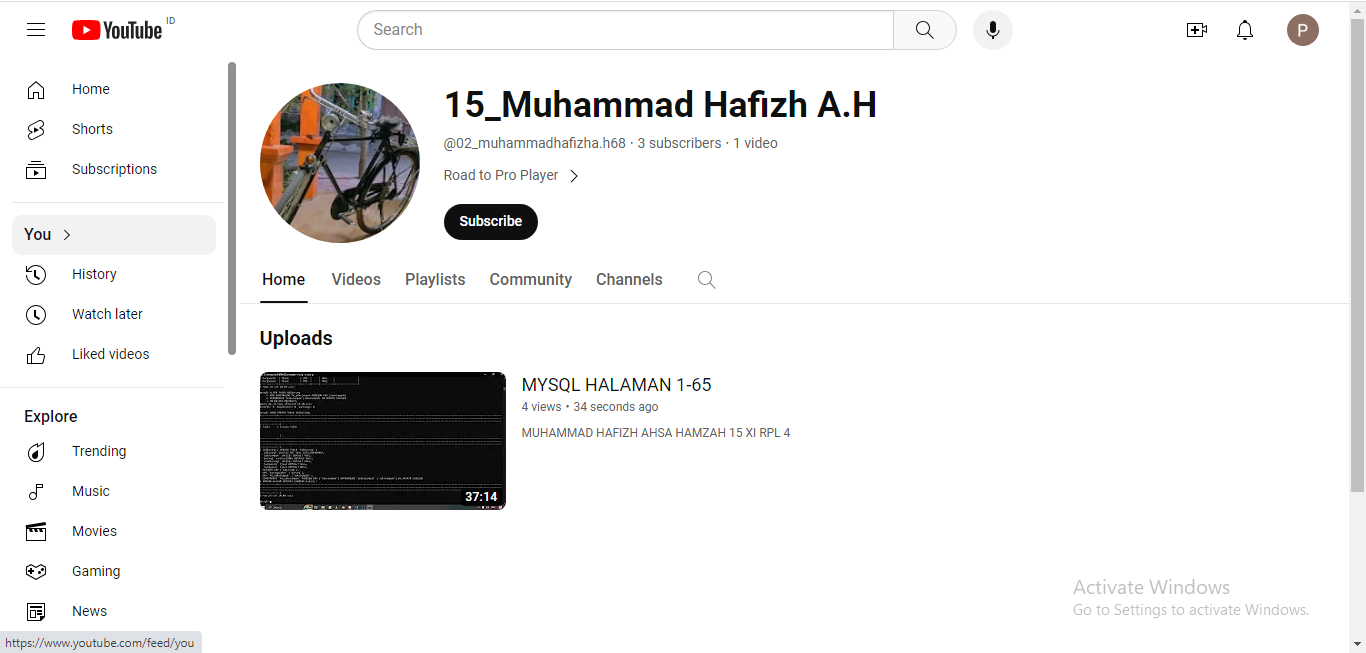 YouTube ID
Search
P
Home
Shorts
Subscriptions
You
History
Watch later
Liked videos
Explore
Trending
Music
Movies
Gaming
News
https://www.youtube.com/feed/you
15_Muhammad Hafizh A.H
@02_muhammadhafizha.h68 · 3 subscribers · 1 video
Road to Pro Player
Subscribe
Home Videos Playlists Community Channels
Uploads
37:14
MYSQL HALAMAN 1-65
4 views • 34 seconds ago
MUHAMMAD HAFIZH AHSA HAMZAH 15 XI RPL 4
Activate Windows
Go to Settings to activate Windows.